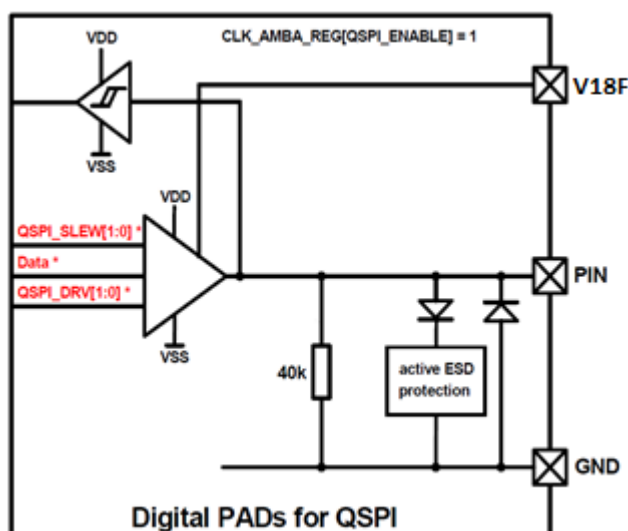 VDD
CLK_AMBA_REG[QSPI_ENABLE] = 1
V18F
VSS
VDD
QSPI_SLEW[1:0] *
Data *
PIN
QSPI_DRV[1:0] *
VSS
40k
active ESD
protection
GND
Digital PADs for QSPI